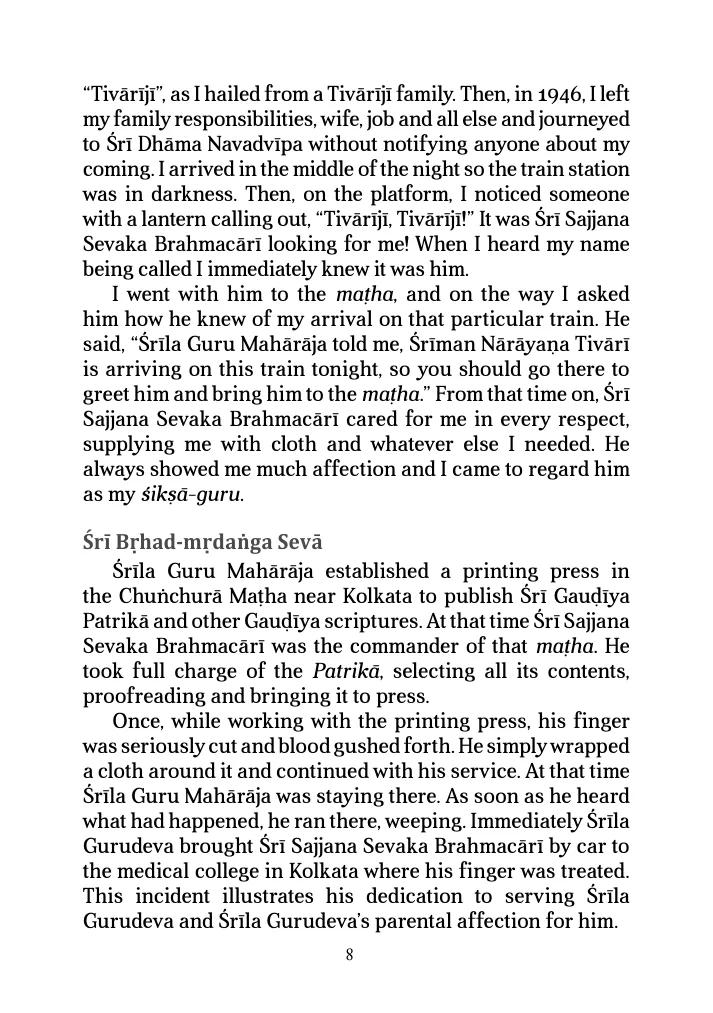 “Tivārījī”, as I hailed from a Tivārījī family. Then, in 1946, I left
my family responsibilities, wife, job and all else and journeyed
to Śrī Dhāma Navadvīpa without notifying anyone about my
coming. I arrived in the middle of the night so the train station
was in darkness. Then, on the platform, I noticed someone
with a lantern calling out, “Tivārījī, Tivārījī!” It was Śrī Sajjana
Sevaka Brahmacārī looking for me! When I heard my name
being called I immediately knew it was him.
I went with him to the maṭha, and on the way I asked
him how he knew of my arrival on that particular train. He
said, “Śrīla Guru Mahārāja told me, Śrīman Nārāyaṇa Tivārī
is arriving on this train tonight, so you should go there to
greet him and bring him to the maṭha.” From that time on, Śrī
Sajjana Sevaka Brahmacārī cared for me in every respect,
supplying me with cloth and whatever else I needed. He
always showed me much affection and I came to regard him
as my śikṣā-guru.
Śrī Bṛhad-mṛdaṅga Sevā
Śrīla Guru Mahārāja established a printing press in
the Chuṅchurā Maṭha near Kolkata to publish Śrī Gauḍīya
Patrikā and other Gauḍīya scriptures. At that time Śrī Sajjana
Sevaka Brahmacārī was the commander of that maṭha. He
took full charge of the Patrikā, selecting all its contents,
proofreading and bringing it to press.
Once, while working with the printing press, his finger
was seriously cut and blood gushed forth. He simply wrapped
a cloth around it and continued with his service. At that time
Śrīla Guru Mahārāja was staying there. As soon as he heard
what had happened, he ran there, weeping. Immediately Śrīla
Gurudeva brought Śrī Sajjana Sevaka Brahmacārī by car to
the medical college in Kolkata where his finger was treated.
This incident illustrates his dedication to serving Śrīla
Gurudeva and Śrīla Gurudeva’s parental affection for him.
8